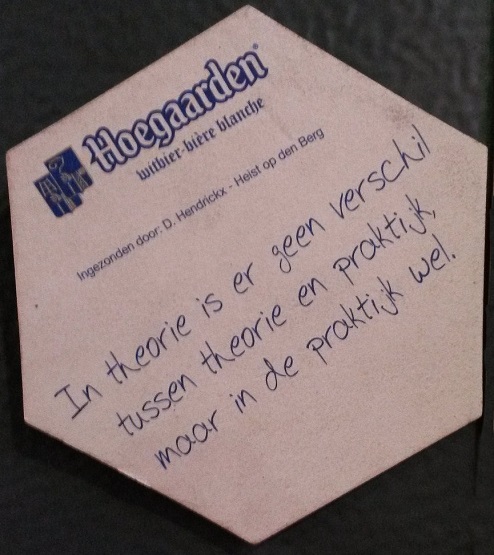 Hoegaarden®
witbier-bière blanche
Ingezonden door: D. Hendrickx - Heist op den Berg
In theorie is er geen verschil
tussen theorie en praktijk,
maar in de praktijk wel.